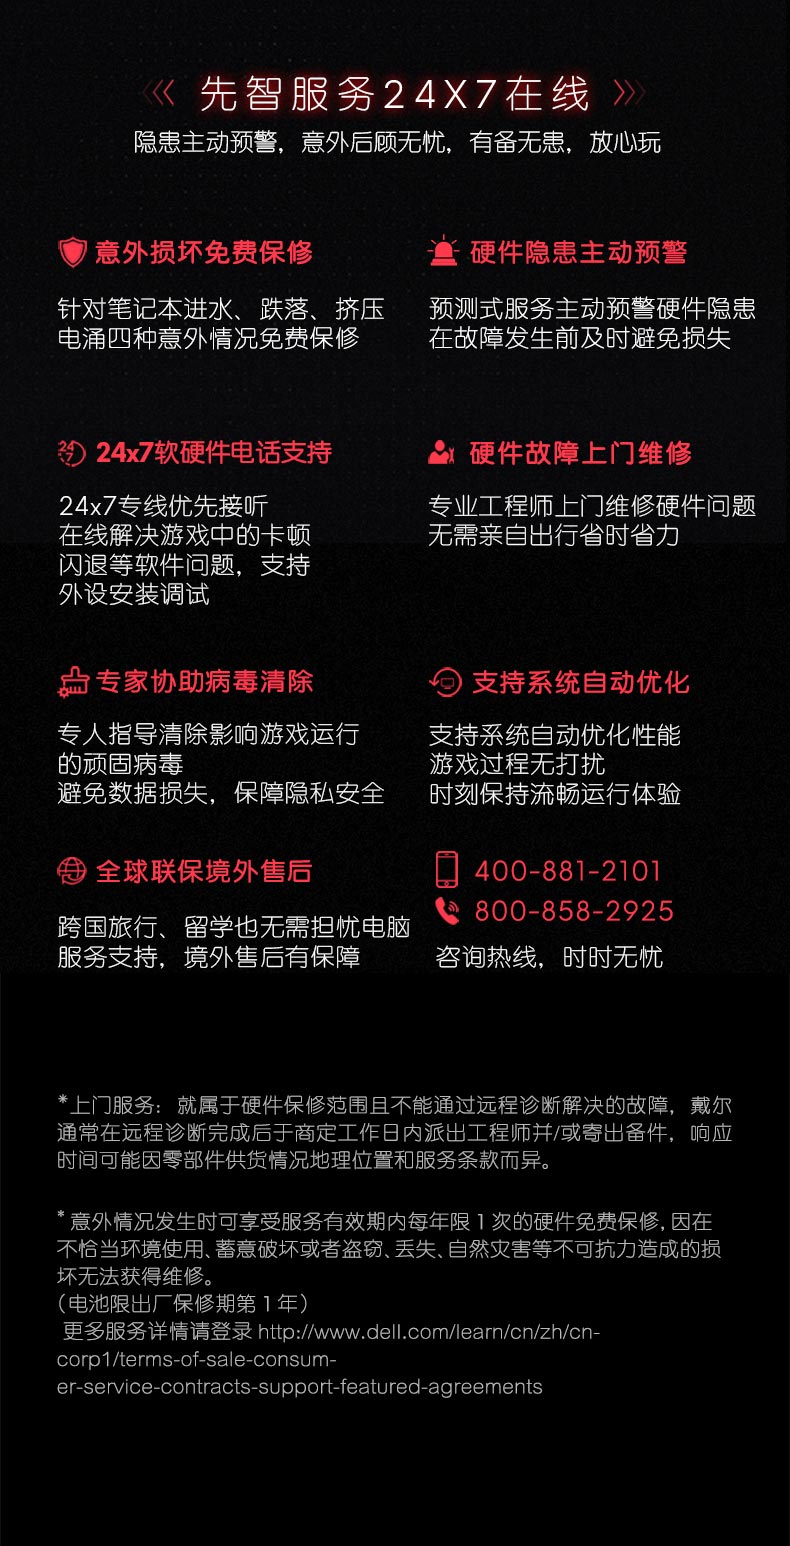 先智服务24X7在线
隐患主动预警，意外后顾无忧，有备无患，放心玩
意外损坏免费保修
针对笔记本进水、跌落、挤压
电涌四种意外情况免费保修
硬件隐患主动预警
预测式服务主动预警硬件隐患
在故障发生前及时避免损失
24x7软硬件电话支持
24x7专线优先接听
在线解决游戏中的卡顿
闪退等软件问题，支持
外设安装调试
硬件故障上门维修
专业工程师上门维修硬件问题
无需亲自出行省时省力
专家协助病毒清除
专人指导清除影响游戏运行
的顽固病毒
避免数据损失，保障隐私安全
支持系统自动优化
支持系统自动优化性能
游戏过程无打扰
时刻保持流畅运行体验
全球联保境外售后
跨国旅行、留学也无需担忧电脑
服务支持，境外售后有保障
400-881-2101
800-858-2925
咨询热线，时时无忧
*上门服务：就属于硬件保修范围且不能通过远程诊断解决的故障，戴尔
通常在远程诊断完成后于商定工作日内派出工程师并/或寄出备件，响应
时间可能因零部件供货情况地理位置和服务条款而异。
* 意外情况发生时可享受服务有效期内每年限1次的硬件免费保修,因在
不恰当环境使用、蓄意破坏或者盗窃、丢失、自然灾害等不可抗力造成的损
坏无法获得维修。
（电池限出厂保修期第1年）
更多服务详情请登录 http://www.dell.com/learn/cn/zh/cn-
corp1/terms-of-sale-consum-
er-service-contracts-support-featured-agreements